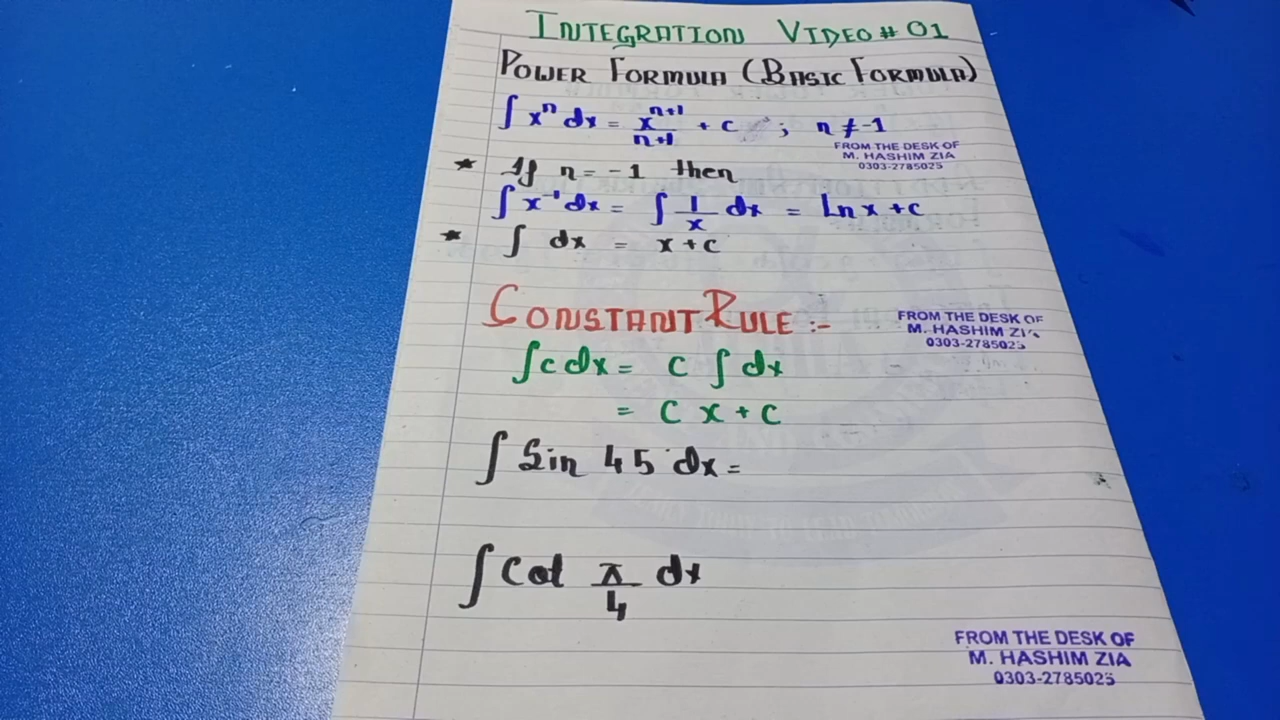 INTEGRATION VIDEO # 01
POWER FORMULA (BASIC FORMULA)
∫ xⁿ dx = xⁿ⁺¹/n+1 + c ; n ≠ -1
FROM THE DESK OF
M. HASHIM ZIA
0303-2785025
* If n = -1 then
∫ x⁻¹ dx = ∫ 1/x dx = Ln x + c
* ∫ dx = x + c
CONSTANT RULE :-
FROM THE DESK OF
M. HASHIM ZIA
0303-2785025
∫ c dx = C ∫ dx
= C x + C
∫ Sin 45 dx =
∫ Cot π/4 dx
FROM THE DESK OF
M. HASHIM ZIA
0303-2785025